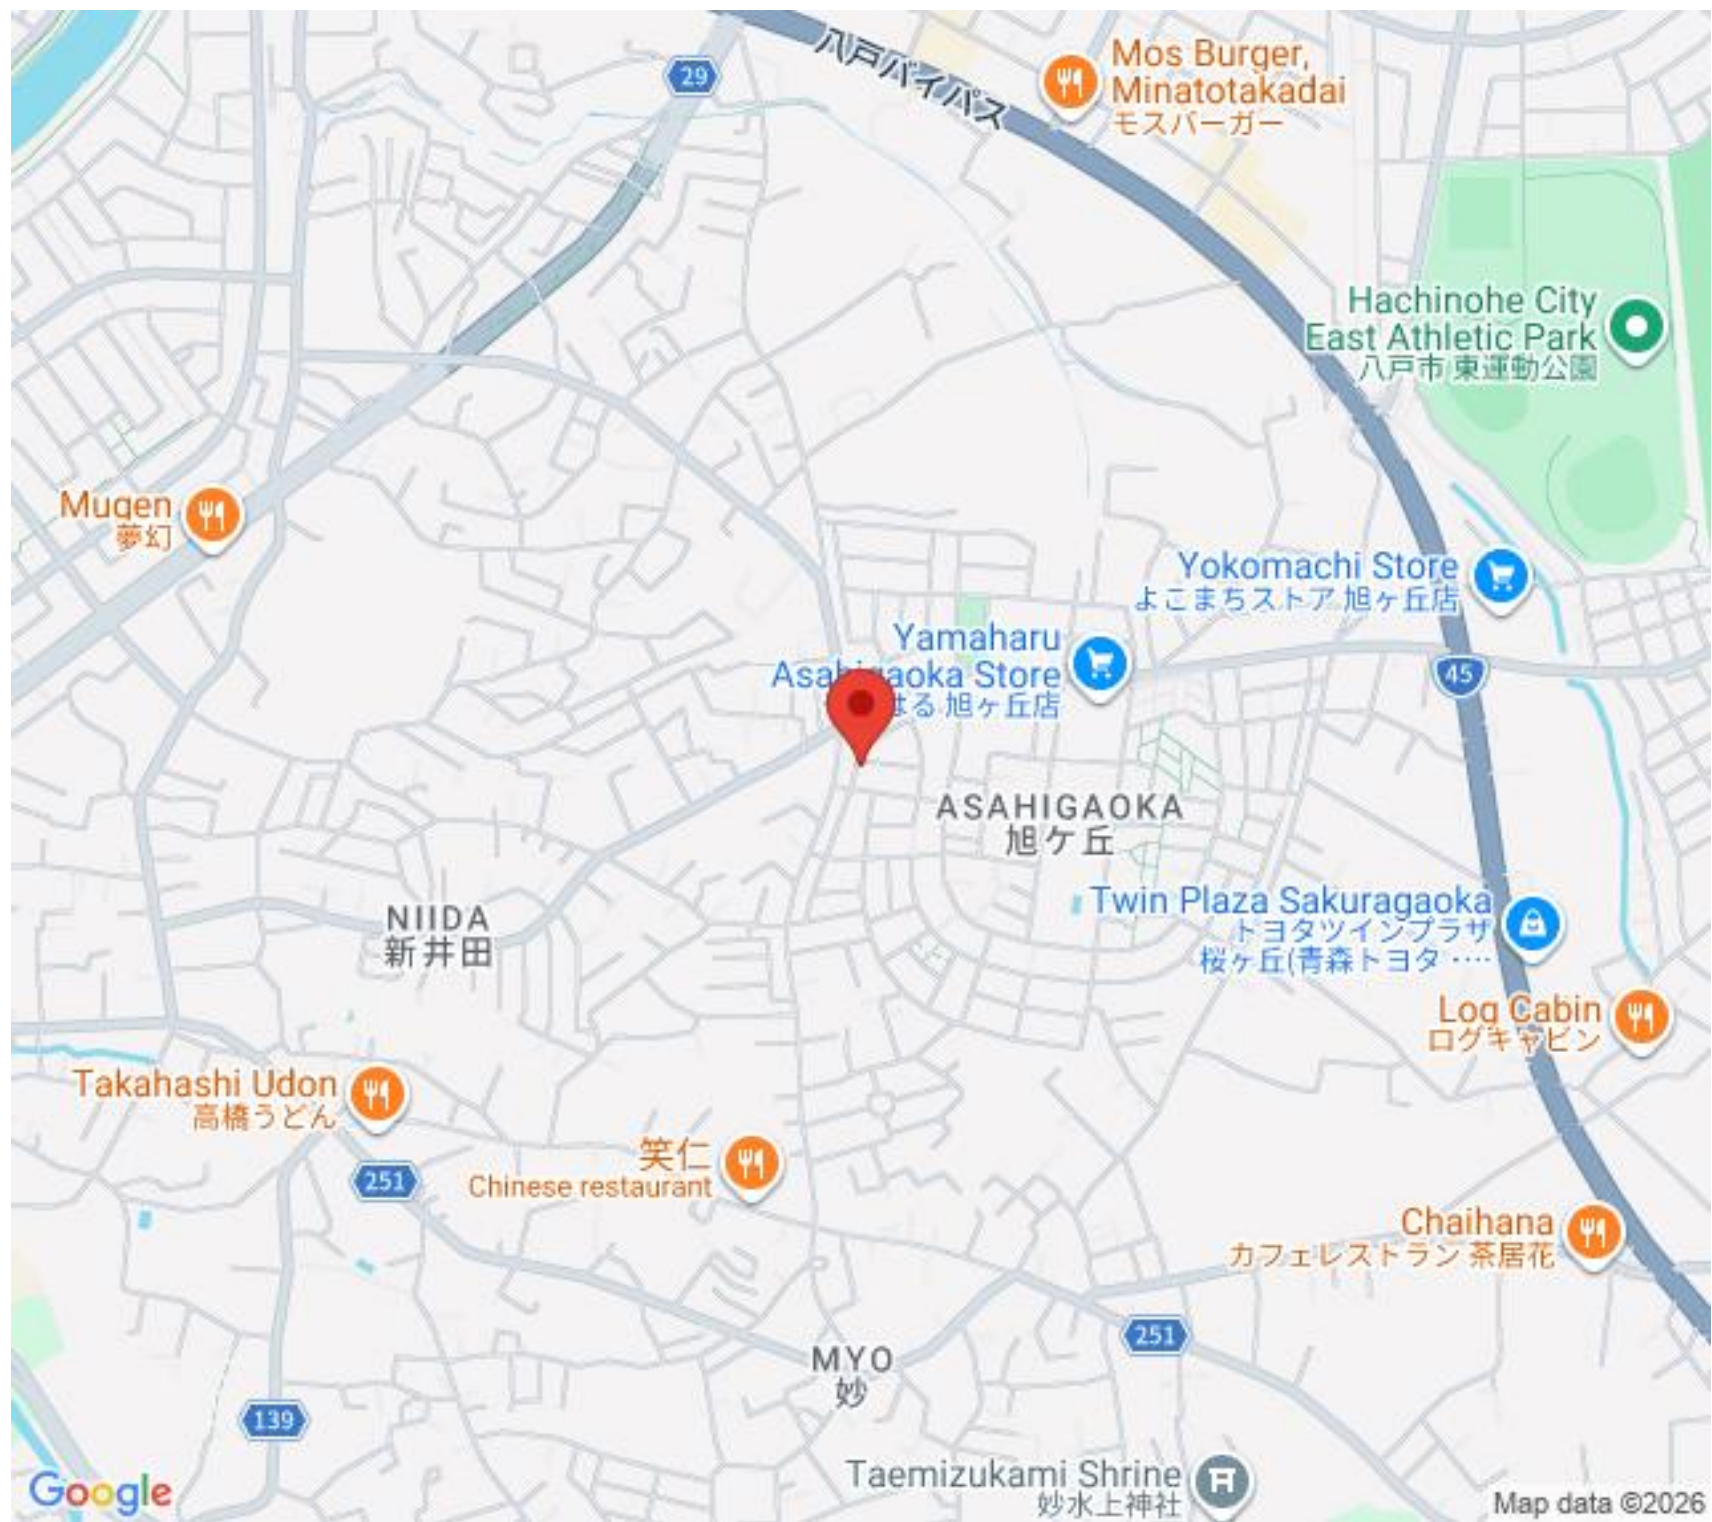 29
八戸バイパス
Mos Burger,
Minatotakadai
モスバーガー
Hachinohe City
East Athletic Park
八戸市 東運動公園
Mugen
夢幻
Yokomachi Store
よこまちストア 旭ヶ丘店
Yamaharu
Asahigaoka Store
はる 旭ヶ丘店
45
ASAHIGAOKA
旭ケ丘
NIIDA
新井田
Twin Plaza Sakuragaoka
トヨタツインプラザ
桜ヶ丘(青森トヨタ ‥‥
Log Cabin
ログキャビン
Takahashi Udon
高橋うどん
笑仁
Chinese restaurant
251
Chaihana
カフェレストラン 茶居花
251
MYO
妙
139
Taemizukami Shrine
妙水上神社
Google
Map data ©2026